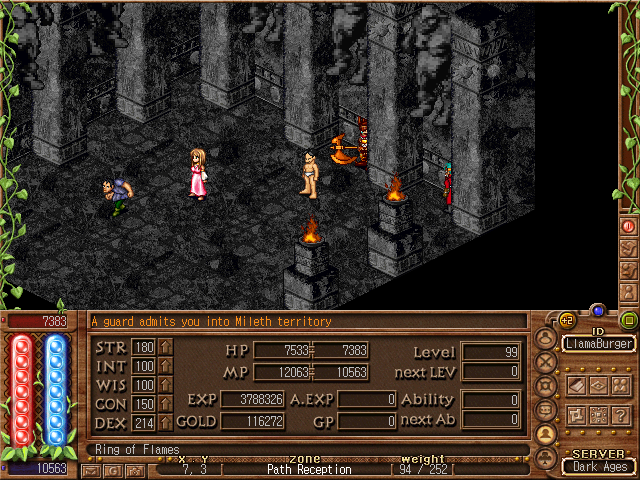 7383
A guard admits you into Mileth territory
+2
ID
LlamaBurger
STR 180
INT 100
WIS 100
CON 150
DEX 214
HP 7533 7383
MP 12063 10563
EXP 3788326 A.EXP 0
GOLD 116272 GP 0
Level 99
next LEV 0
Ability 0
next Ab 0
Ring of Flames
x, y zone weight
10563
G
7, 3 Path Reception 94 / 252
?
SERVER
Dark Ages